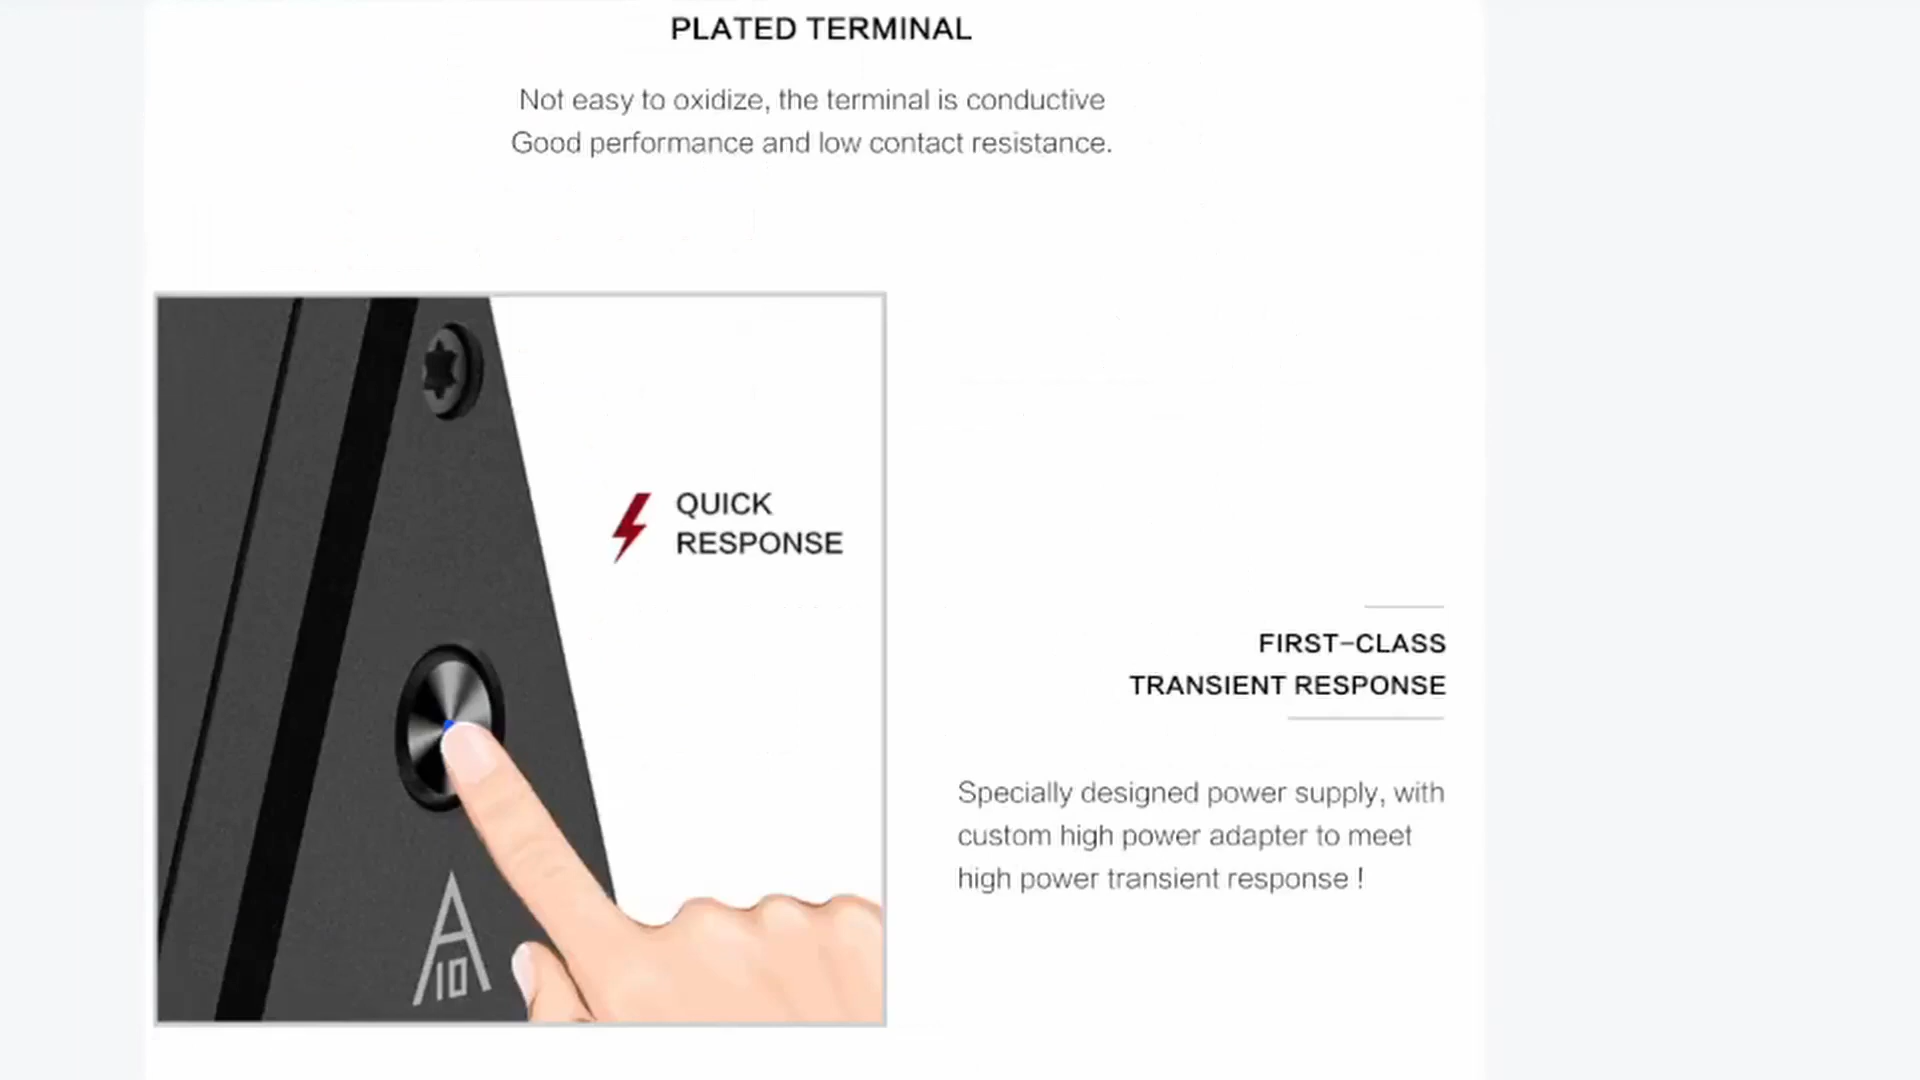 PLATED TERMINAL
Not easy to oxidize, the terminal is conductive
Good performance and low contact resistance.
QUICK
RESPONSE
A10
FIRST-CLASS
TRANSIENT RESPONSE
Specially designed power supply, with
custom high power adapter to meet
high power transient response !